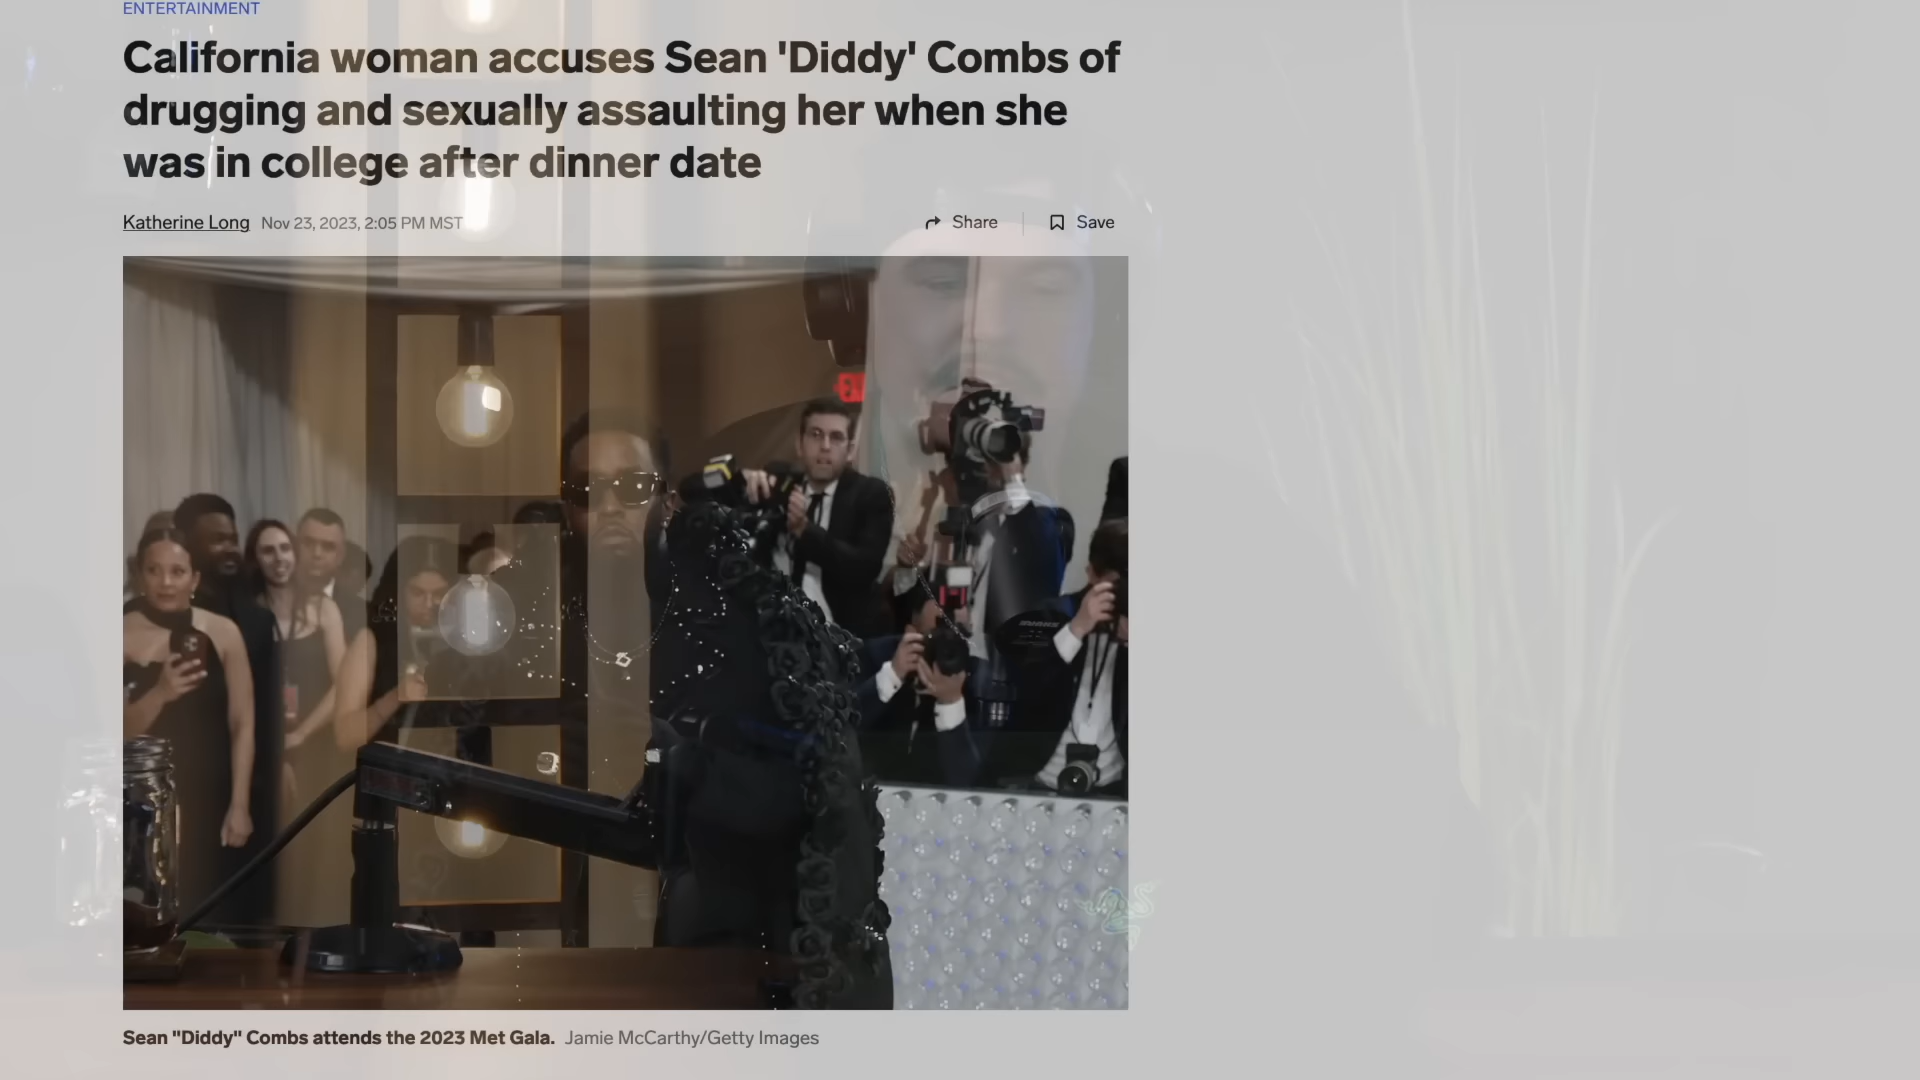 ENTERTAINMENT
California woman accuses Sean 'Diddy' Combs of
drugging and sexually assaulting her when she
was in college after dinner date
Katherine Long Nov 23, 2023, 2:05 PM MST
Share
Save
Sean "Diddy" Combs attends the 2023 Met Gala. Jamie McCarthy/Getty Images